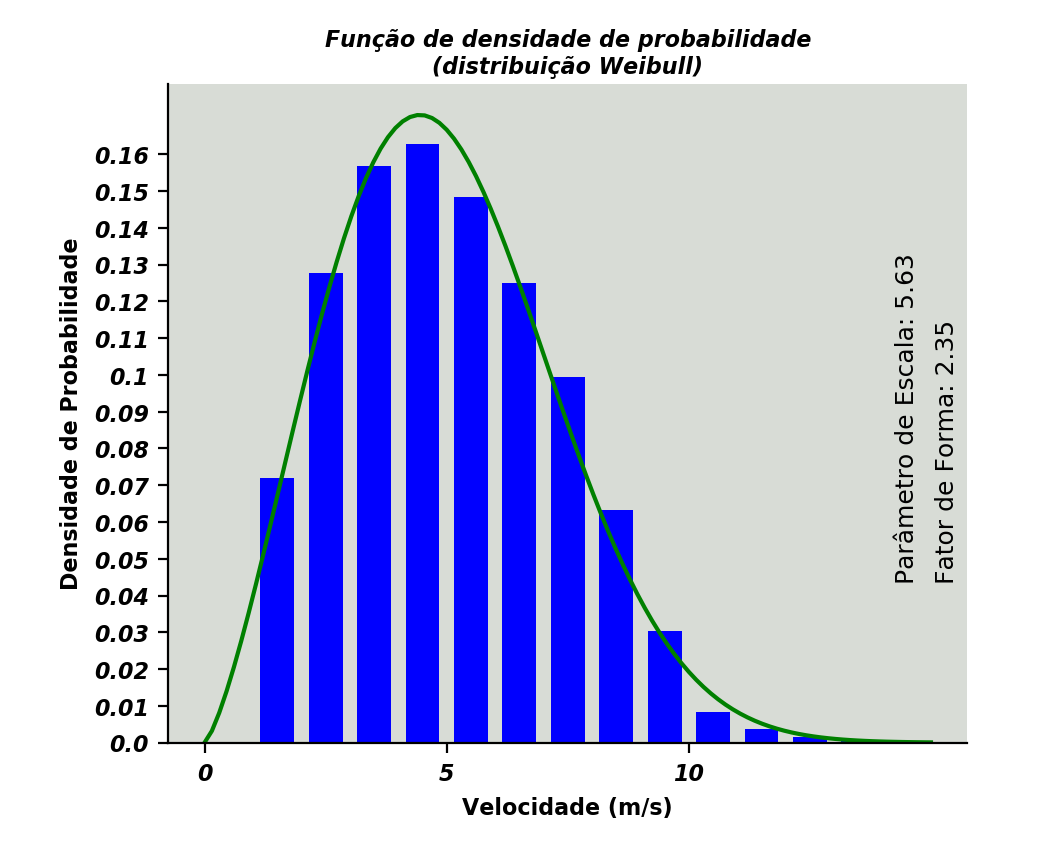 Função de densidade de probabilidade
(distribuição Weibull)
Densidade de Probabilidade
0.16
0.15
0.14
0.13
0.12
0.11
0.1
0.09
0.08
0.07
0.06
0.05
0.04
0.03
0.02
0.01
0.0
0 5 10
Velocidade (m/s)
Parâmetro de Escala: 5.63
Fator de Forma: 2.35